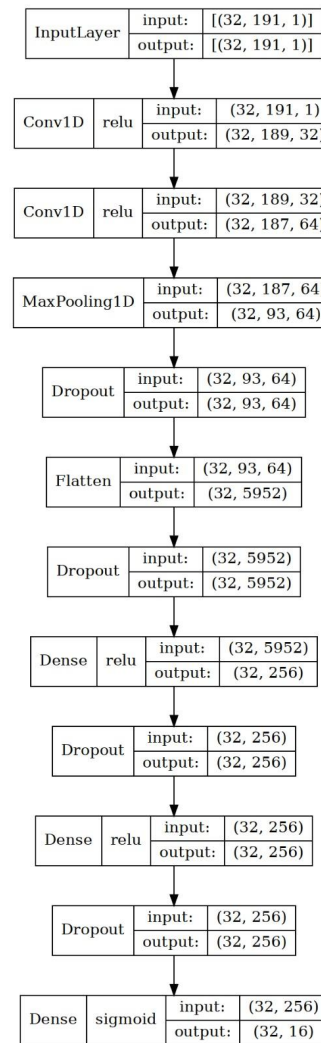 InputLayer input: [(32, 191, 1)]
output: [(32, 191, 1)]
Conv1D relu input: (32, 191, 1)
output: (32, 189, 32)
Conv1D relu input: (32, 189, 32)
output: (32, 187, 64)
MaxPooling1D input: (32, 187, 64)
output: (32, 93, 64)
Dropout input: (32, 93, 64)
output: (32, 93, 64)
Flatten input: (32, 93, 64)
output: (32, 5952)
Dropout input: (32, 5952)
output: (32, 5952)
Dense relu input: (32, 5952)
output: (32, 256)
Dropout input: (32, 256)
output: (32, 256)
Dense relu input: (32, 256)
output: (32, 256)
Dropout input: (32, 256)
output: (32, 256)
Dense sigmoid input: (32, 256)
output: (32, 16)